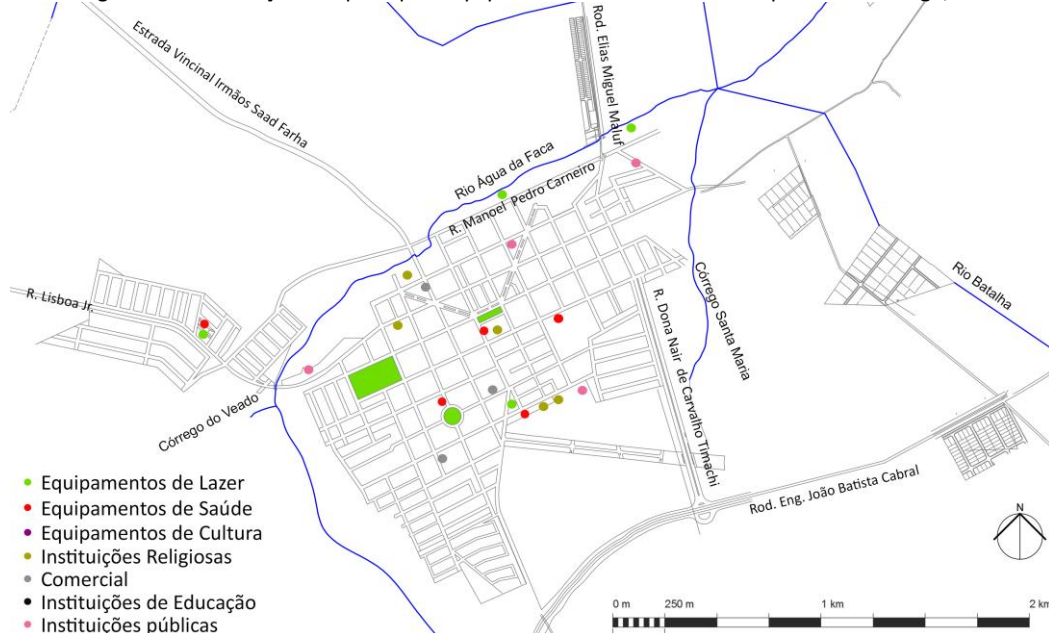 Estrada Vincinal Irmãos Saad Farha
Rod. Elias Miguel Maluf
Rio Água da Faca
R. Manoel Pedro Carneiro
R. Lisboa Jr.
Córrego Santa Maria
Rio Batalha
R. Dona Nair de Carvalho Timachi
Córrego do Veado
Rod. Eng. João Batista Cabral
Equipamentos de Lazer
Equipamentos de Saúde
Equipamentos de Cultura
Instituições Religiosas
Comercial
Instituições de Educação
Instituições públicas
N
0 m 250 m 1 km 2 km